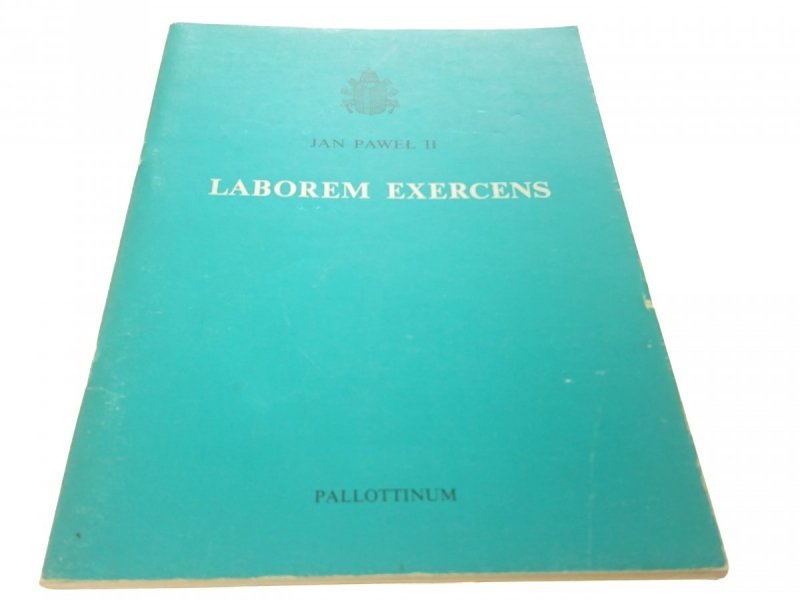 JAN PAWEŁ II
LABOREM EXERCENS
PALLOTTINUM